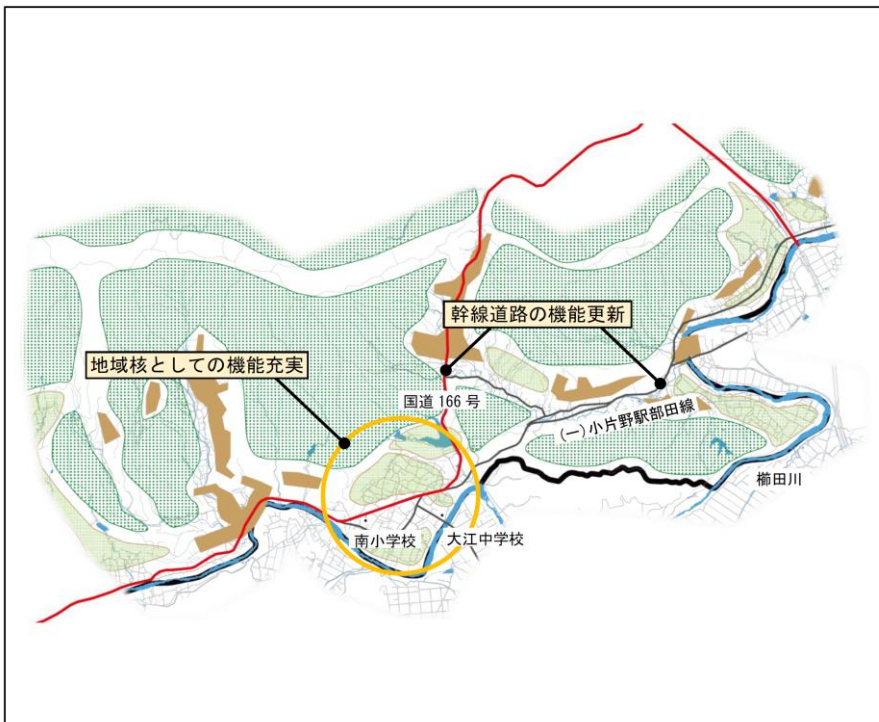 幹線道路の機能更新
地域核としての機能充実
国道 166 号
(一)小片野駅部田線
櫛田川
南小学校
大江中学校